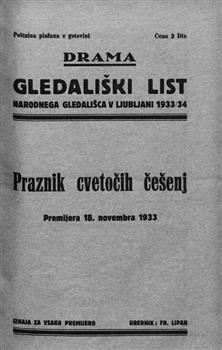 Poštnina plačana v gotovini Cena 2 Din
DRAMA
GLEDALIŠKI LIST
NARODNEGA GLEDALIŠČA V LJUBLJANI 1933/34
Praznik cvetočih češenj
Premijera 18. novembra 1933
IZHAJA ZA VSAKO PREMIJERO UREDNIK: FR. LIPAH